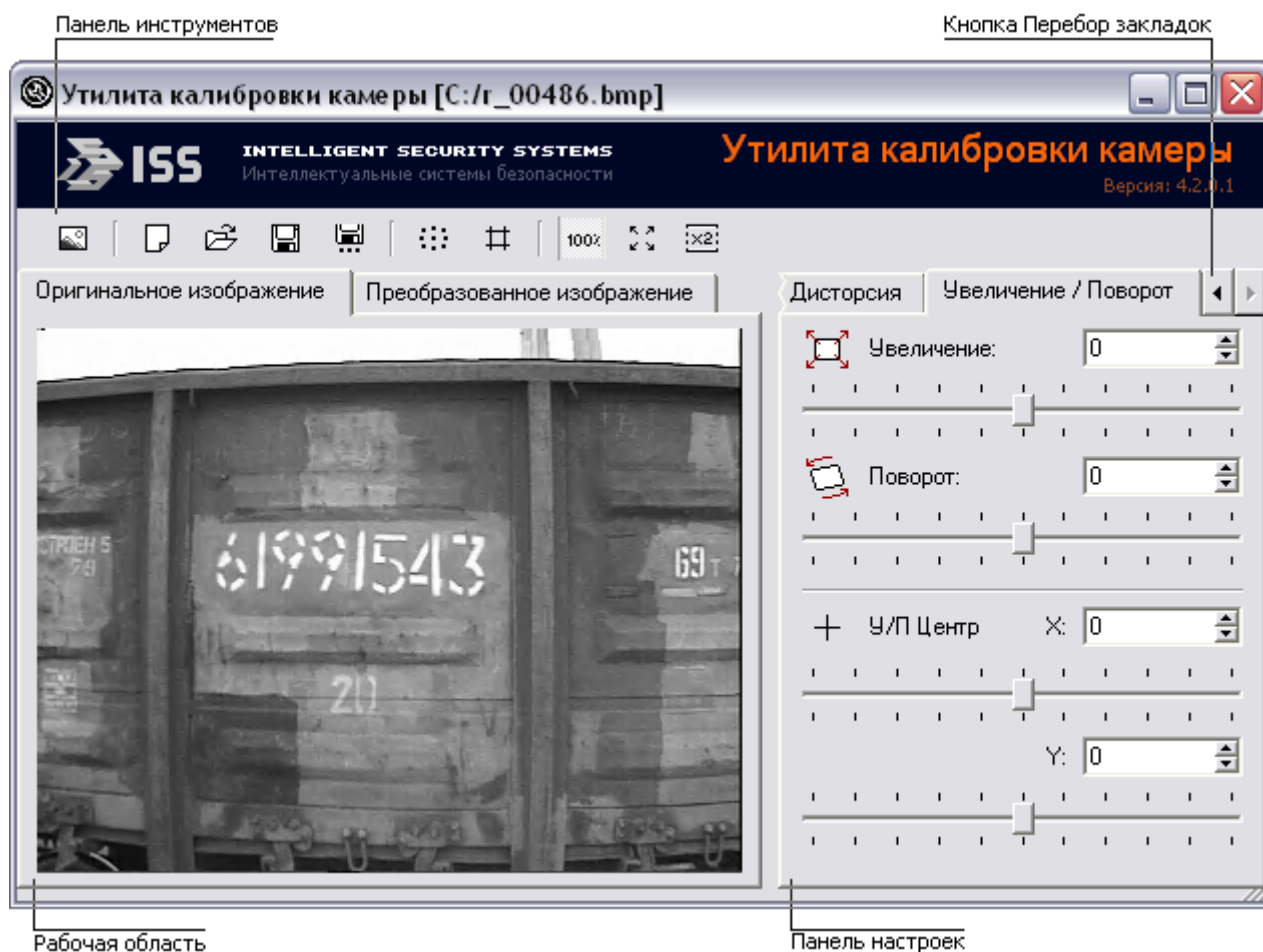 Панель инструментов
Кнопка Перебор закладок
Утилита калибровки камеры [C:/r_00486.bmp]
ISS
INTELLIGENT SECURITY SYSTEMS
Интеллектуальные системы безопасности
Утилита калибровки камеры
Версия: 4.2.0.1
100%
x2
Оригинальное изображение
Преобразованное изображение
Дисторсия
Увеличение / Поворот
Увеличение: 0
Поворот: 0
У/П Центр X: 0
Y: 0
61991543
69 т
20
Рабочая область
Панель настроек